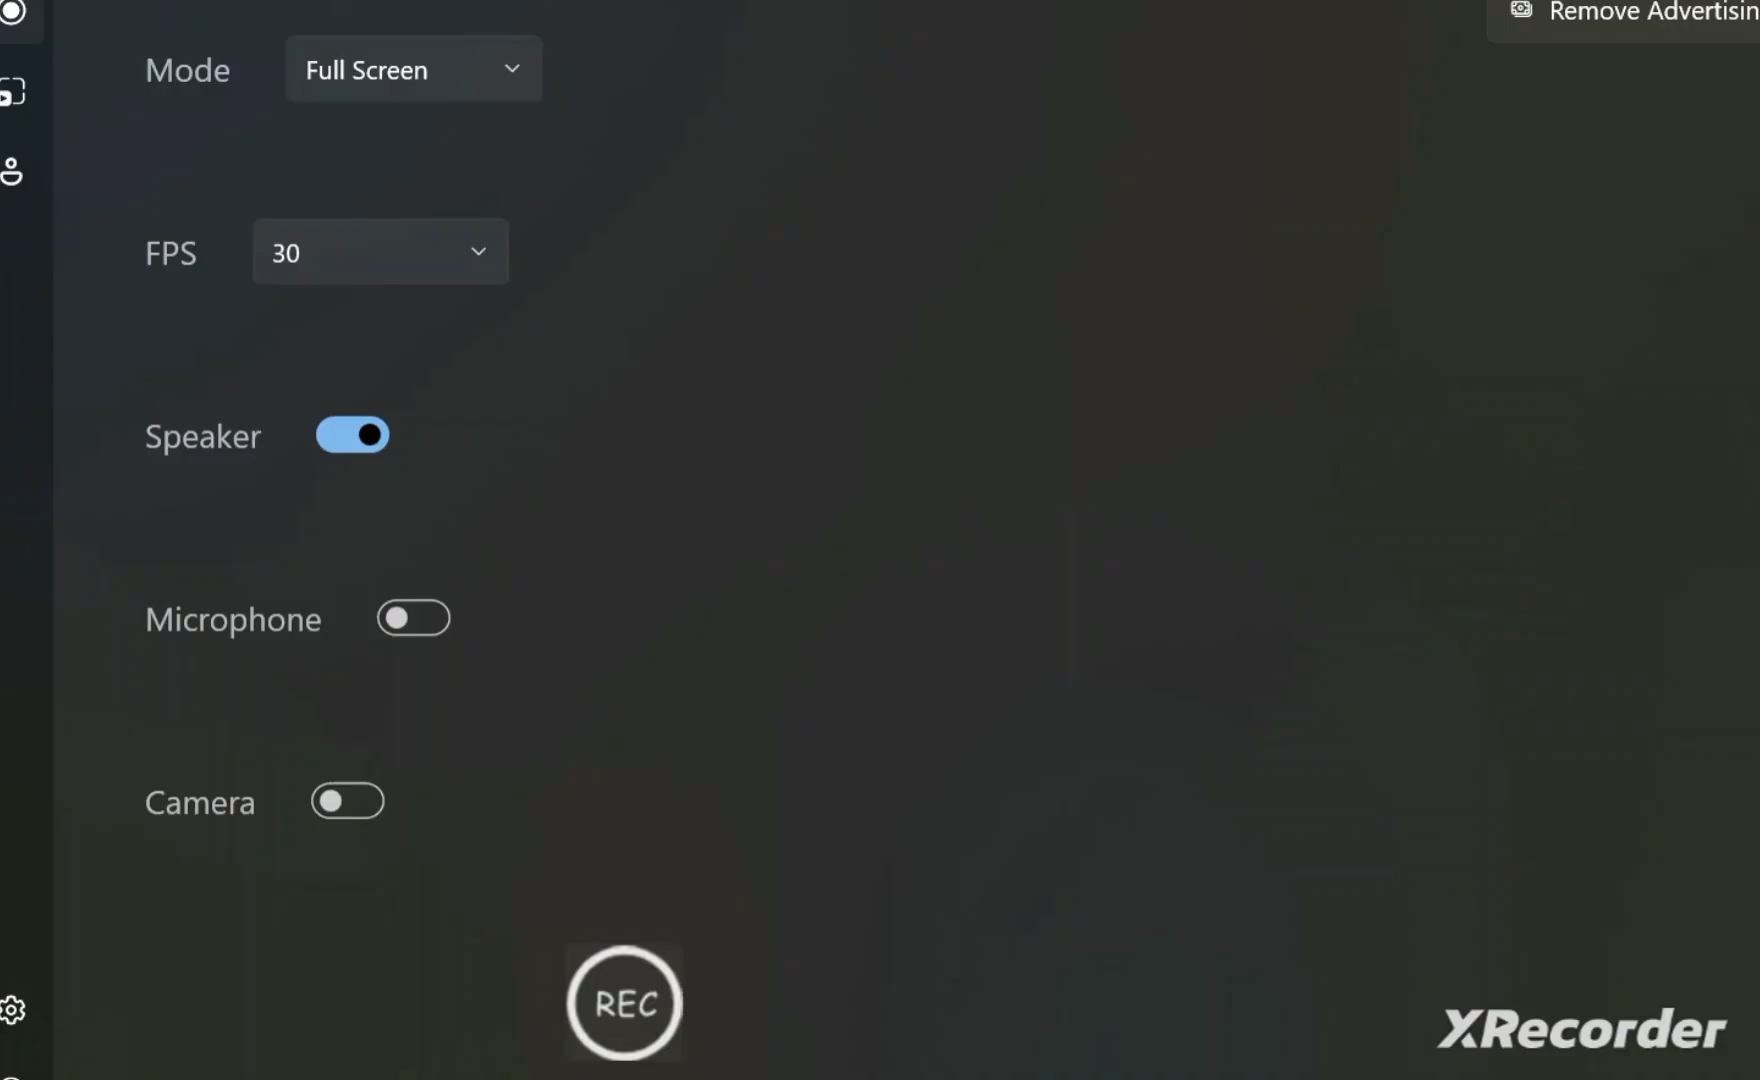 Remove Advertisin
Mode
Full Screen
FPS
30
Speaker
Microphone
Camera
REC
XRecorder